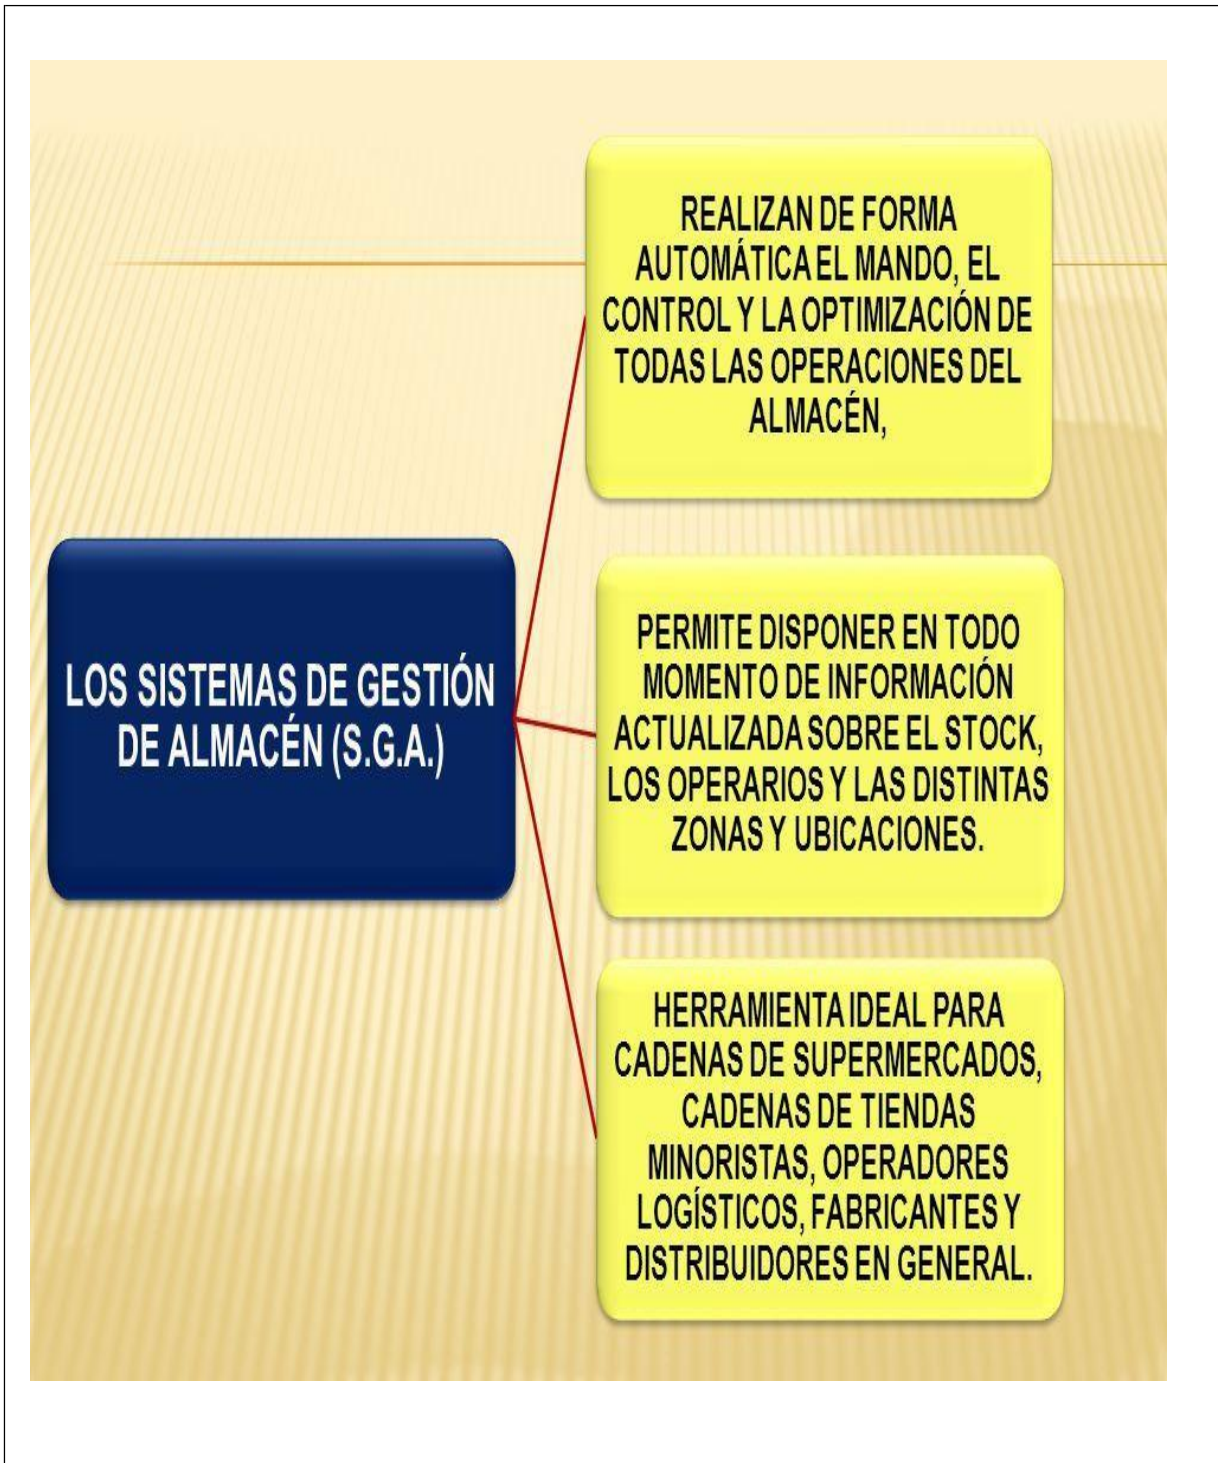 REALIZAN DE FORMA
AUTOMÁTICA EL MANDO, EL
CONTROL Y LA OPTIMIZACIÓN DE
TODAS LAS OPERACIONES DEL
ALMACÉN,
LOS SISTEMAS DE GESTIÓN
DE ALMACÉN (S.G.A.)
PERMITE DISPONER EN TODO
MOMENTO DE INFORMACIÓN
ACTUALIZADA SOBRE EL STOCK,
LOS OPERARIOS Y LAS DISTINTAS
ZONAS Y UBICACIONES.
HERRAMIENTA IDEAL PARA
CADENAS DE SUPERMERCADOS,
CADENAS DE TIENDAS
MINORISTAS, OPERADORES
LOGÍSTICOS, FABRICANTES Y
DISTRIBUIDORES EN GENERAL.